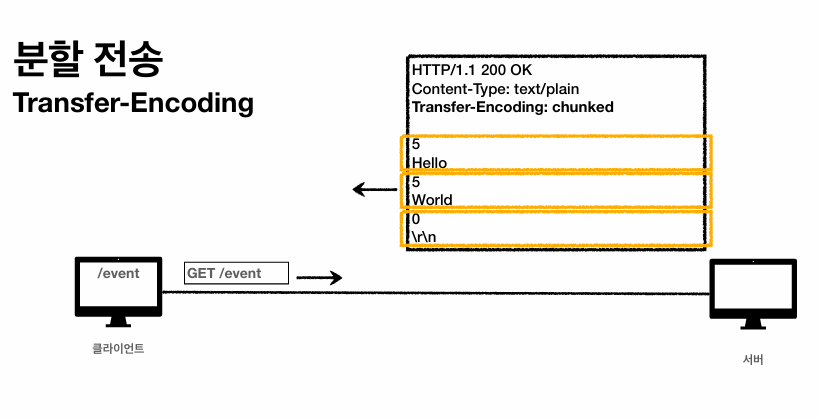 분할 전송
Transfer-Encoding
HTTP/1.1 200 OK
Content-Type: text/plain
Transfer-Encoding: chunked
5
Hello
5
World
0
\r\n
/event
GET /event
클라이언트
서버